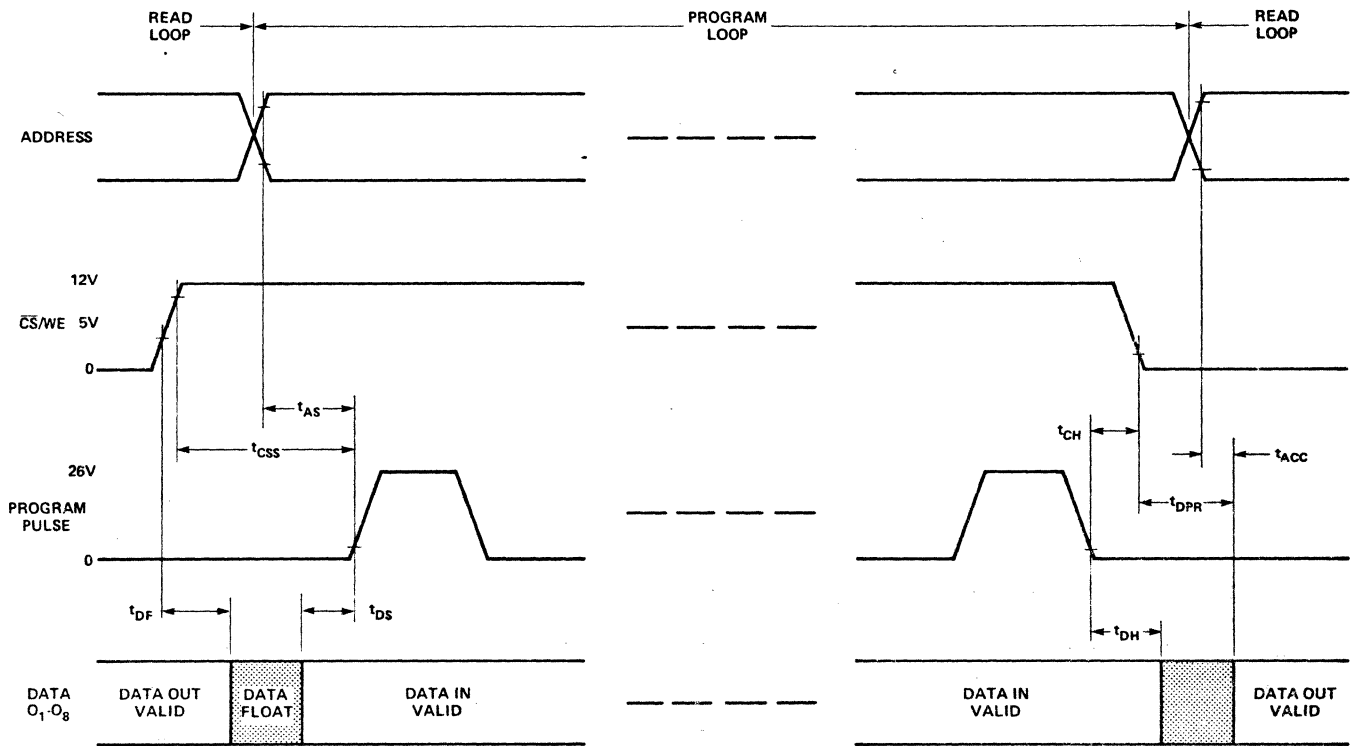 READ LOOP
PROGRAM LOOP
READ LOOP
ADDRESS
12V
C̅S̅/WE 5V
0
tAS
tCSS
tCH
tACC
26V
tDPR
PROGRAM PULSE
0
tDF
tDS
tDH
DATA O1-O8
DATA OUT VALID
DATA FLOAT
DATA IN VALID
DATA IN VALID
DATA OUT VALID